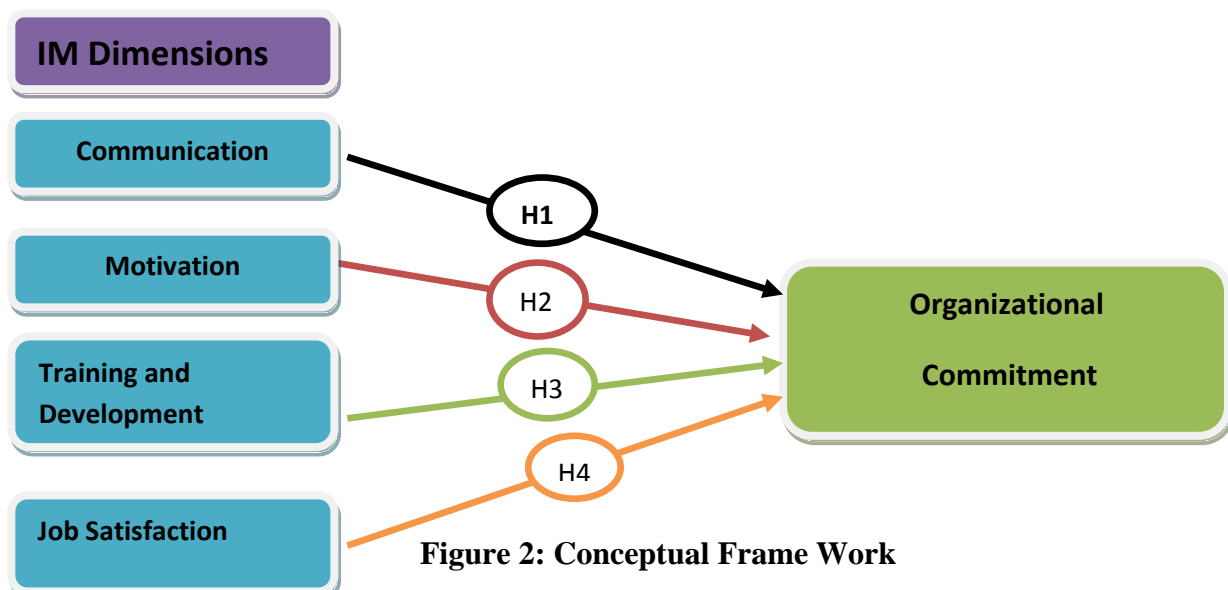 IM Dimensions
Communication
H1
Motivation
H2
Organizational
Commitment
Training and
Development
H3
H4
Job Satisfaction
Figure 2: Conceptual Frame Work